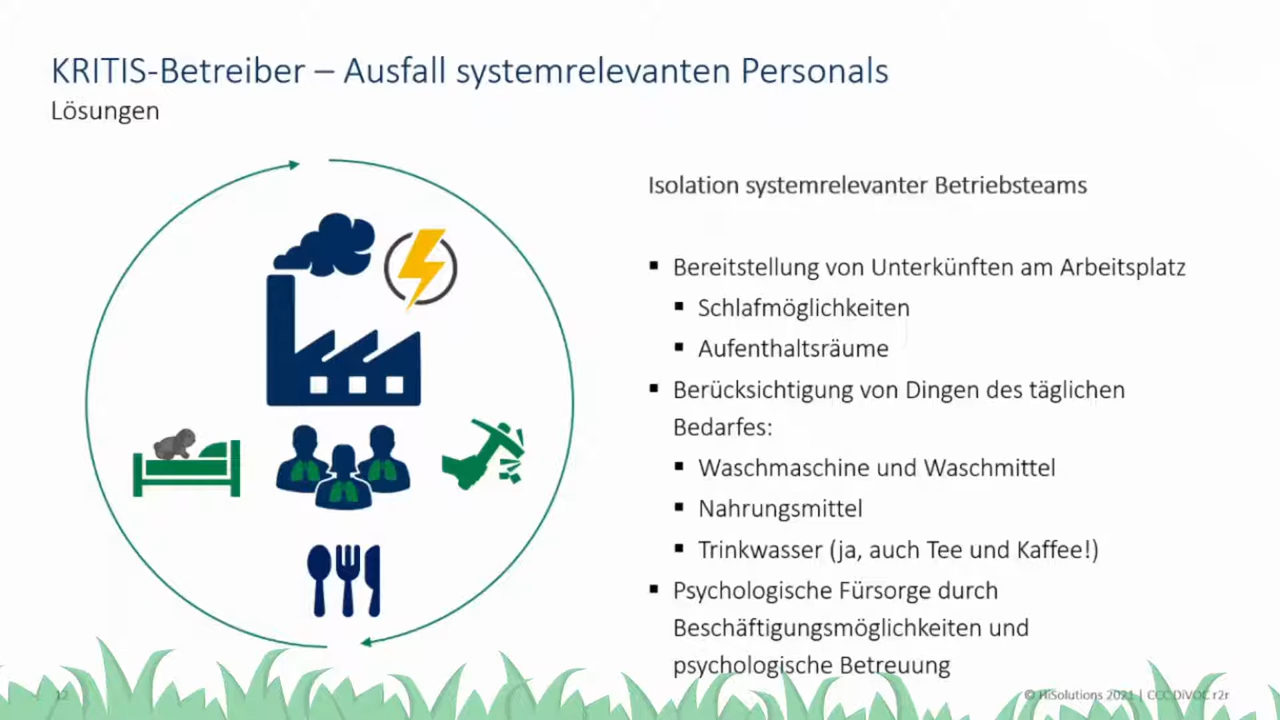 KRITIS-Betreiber – Ausfall systemrelevanten Personals
Lösungen
Isolation systemrelevanter Betriebsteams
▪ Bereitstellung von Unterkünften am Arbeitsplatz
▪ Schlafmöglichkeiten
▪ Aufenthaltsräume
▪ Berücksichtigung von Dingen des täglichen
Bedarfes:
▪ Waschmaschine und Waschmittel
▪ Nahrungsmittel
▪ Trinkwasser (ja, auch Tee und Kaffee!)
▪ Psychologische Fürsorge durch
Beschäftigungsmöglichkeiten und
psychologische Betreuung
12
© HiSolutions 2021 | CCC DiVOC r2r